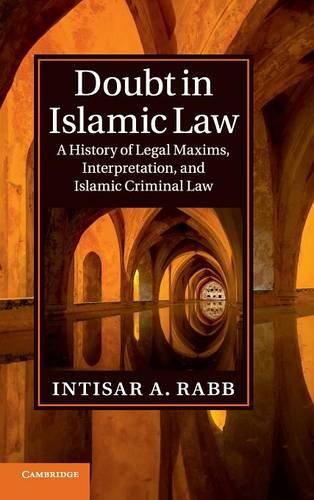 Doubt in
Islamic Law
A History of Legal Maxims,
Interpretation, and
Islamic Criminal Law
INTISAR A. RABB
CAMBRIDGE